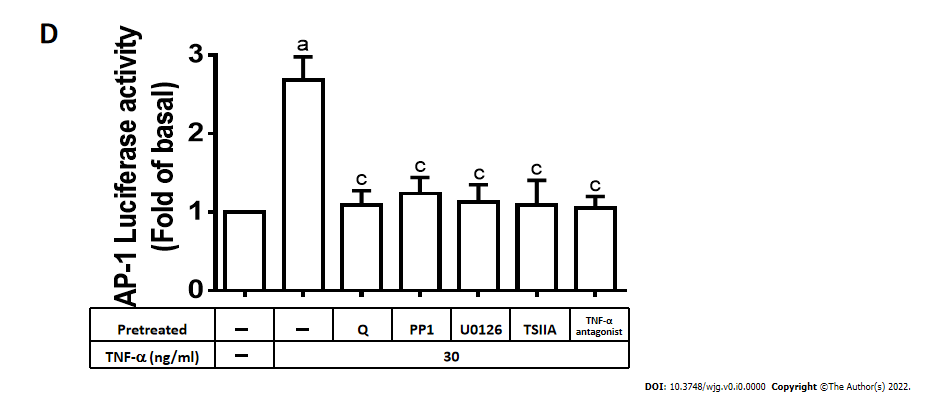 D
AP-1 Luciferase activity
(Fold of basal)
3
2
1
0
a
c
c
c
c
c
Pretreated – – Q PP1 U0126 TSIIA TNF-α antagonist
TNF-α (ng/ml) – 30
DOI: 10.3748/wjg.v0.i0.0000 Copyright ©The Author(s) 2022.